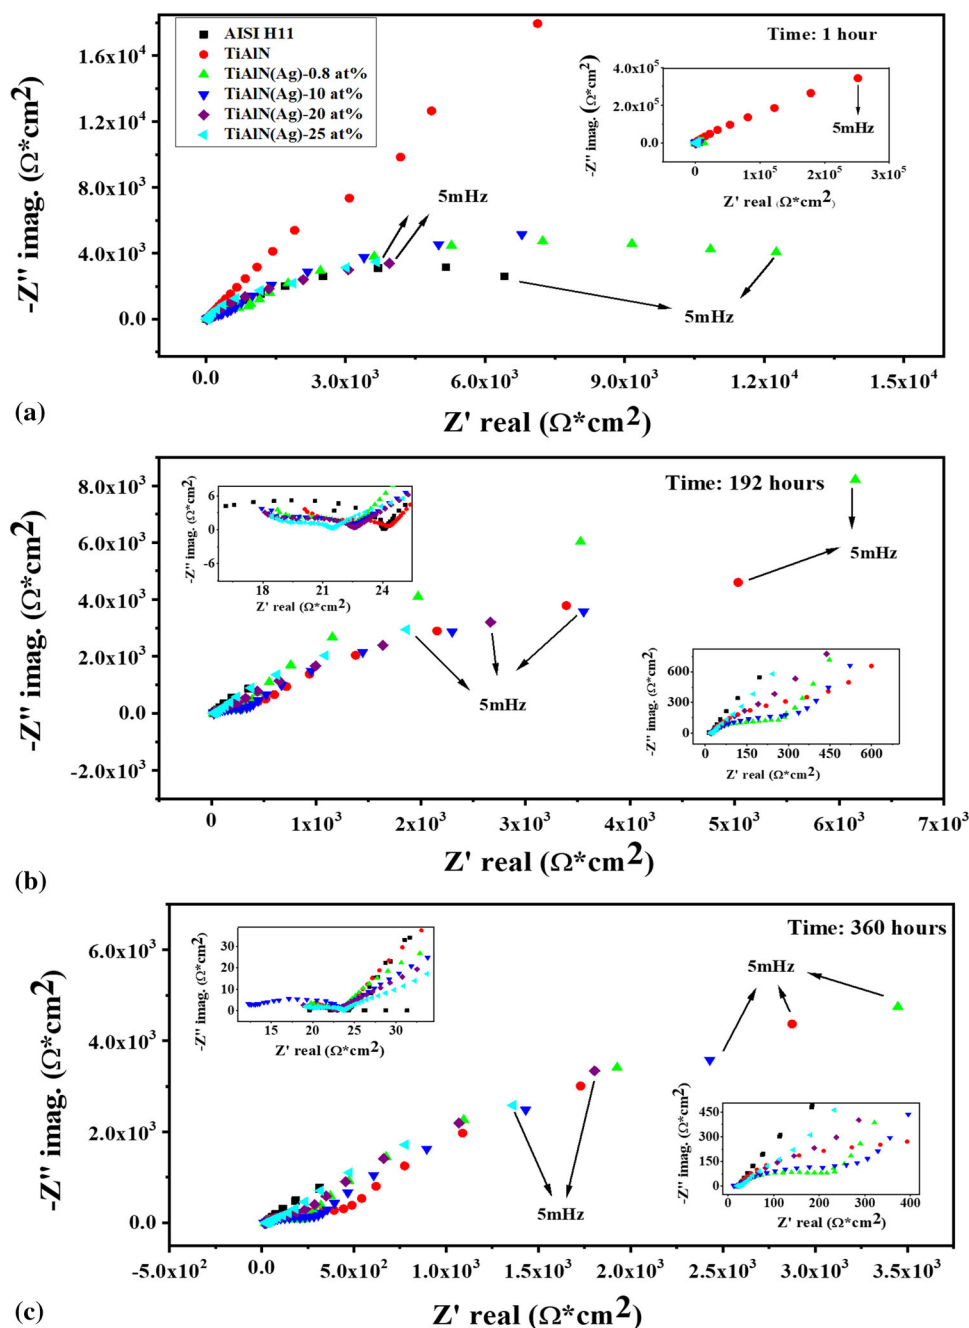 AISI H11
TiAlN
TiAlN(Ag)-0.8 at%
TiAlN(Ag)-10 at%
TiAlN(Ag)-20 at%
TiAlN(Ag)-25 at%
Time: 1 hour
-Z'' imag. (Ω*cm2)
1.6x10⁴
1.2x10⁴
8.0x10³
4.0x10³
0.0
5mHz
5mHz
-Z'' imag. (Ω*cm2)
4.0x10⁵
2.0x10⁵
0.0
5mHz
0
1x10⁵
2x10⁵
3x10⁵
Z' real (Ω*cm2)
0.0
3.0x10³
6.0x10³
9.0x10³
1.2x10⁴
1.5x10⁴
(a)
Z' real (Ω*cm2)
Time: 192 hours
-Z'' imag. (Ω*cm2)
8.0x10³
6.0x10³
4.0x10³
2.0x10³
0.0
-2.0x10³
-Z'' imag. (Ω*cm2)
6
0
-6
18
21
24
Z' real (Ω*cm2)
5mHz
5mHz
-Z'' imag. (Ω*cm2)
600
400
200
0
0
150
300
450
600
Z' real (Ω*cm2)
0
1x10³
2x10³
3x10³
4x10³
5x10³
6x10³
7x10³
(b)
Z' real (Ω*cm2)
Time: 360 hours
-Z'' imag. (Ω*cm2)
6.0x10³
4.0x10³
2.0x10³
0.0
-Z'' imag. (Ω*cm2)
30
20
10
0
15
20
25
30
Z' real (Ω*cm2)
5mHz
5mHz
-Z'' imag. (Ω*cm2)
450
300
150
0
0
100
200
300
400
Z' real (Ω*cm2)
-5.0x10²
0.0
5.0x10²
1.0x10³
1.5x10³
2.0x10³
2.5x10³
3.0x10³
3.5x10³
(c)
Z' real (Ω*cm2)